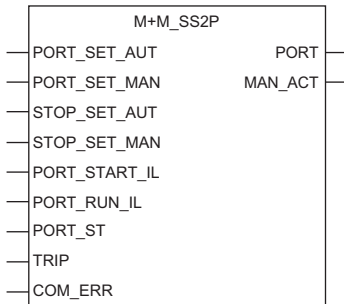 M+M_SS2P
PORT_SET_AUT PORT
PORT_SET_MAN MAN_ACT
STOP_SET_AUT
STOP_SET_MAN
PORT_START_IL
PORT_RUN_IL
PORT_ST
TRIP
COM_ERR